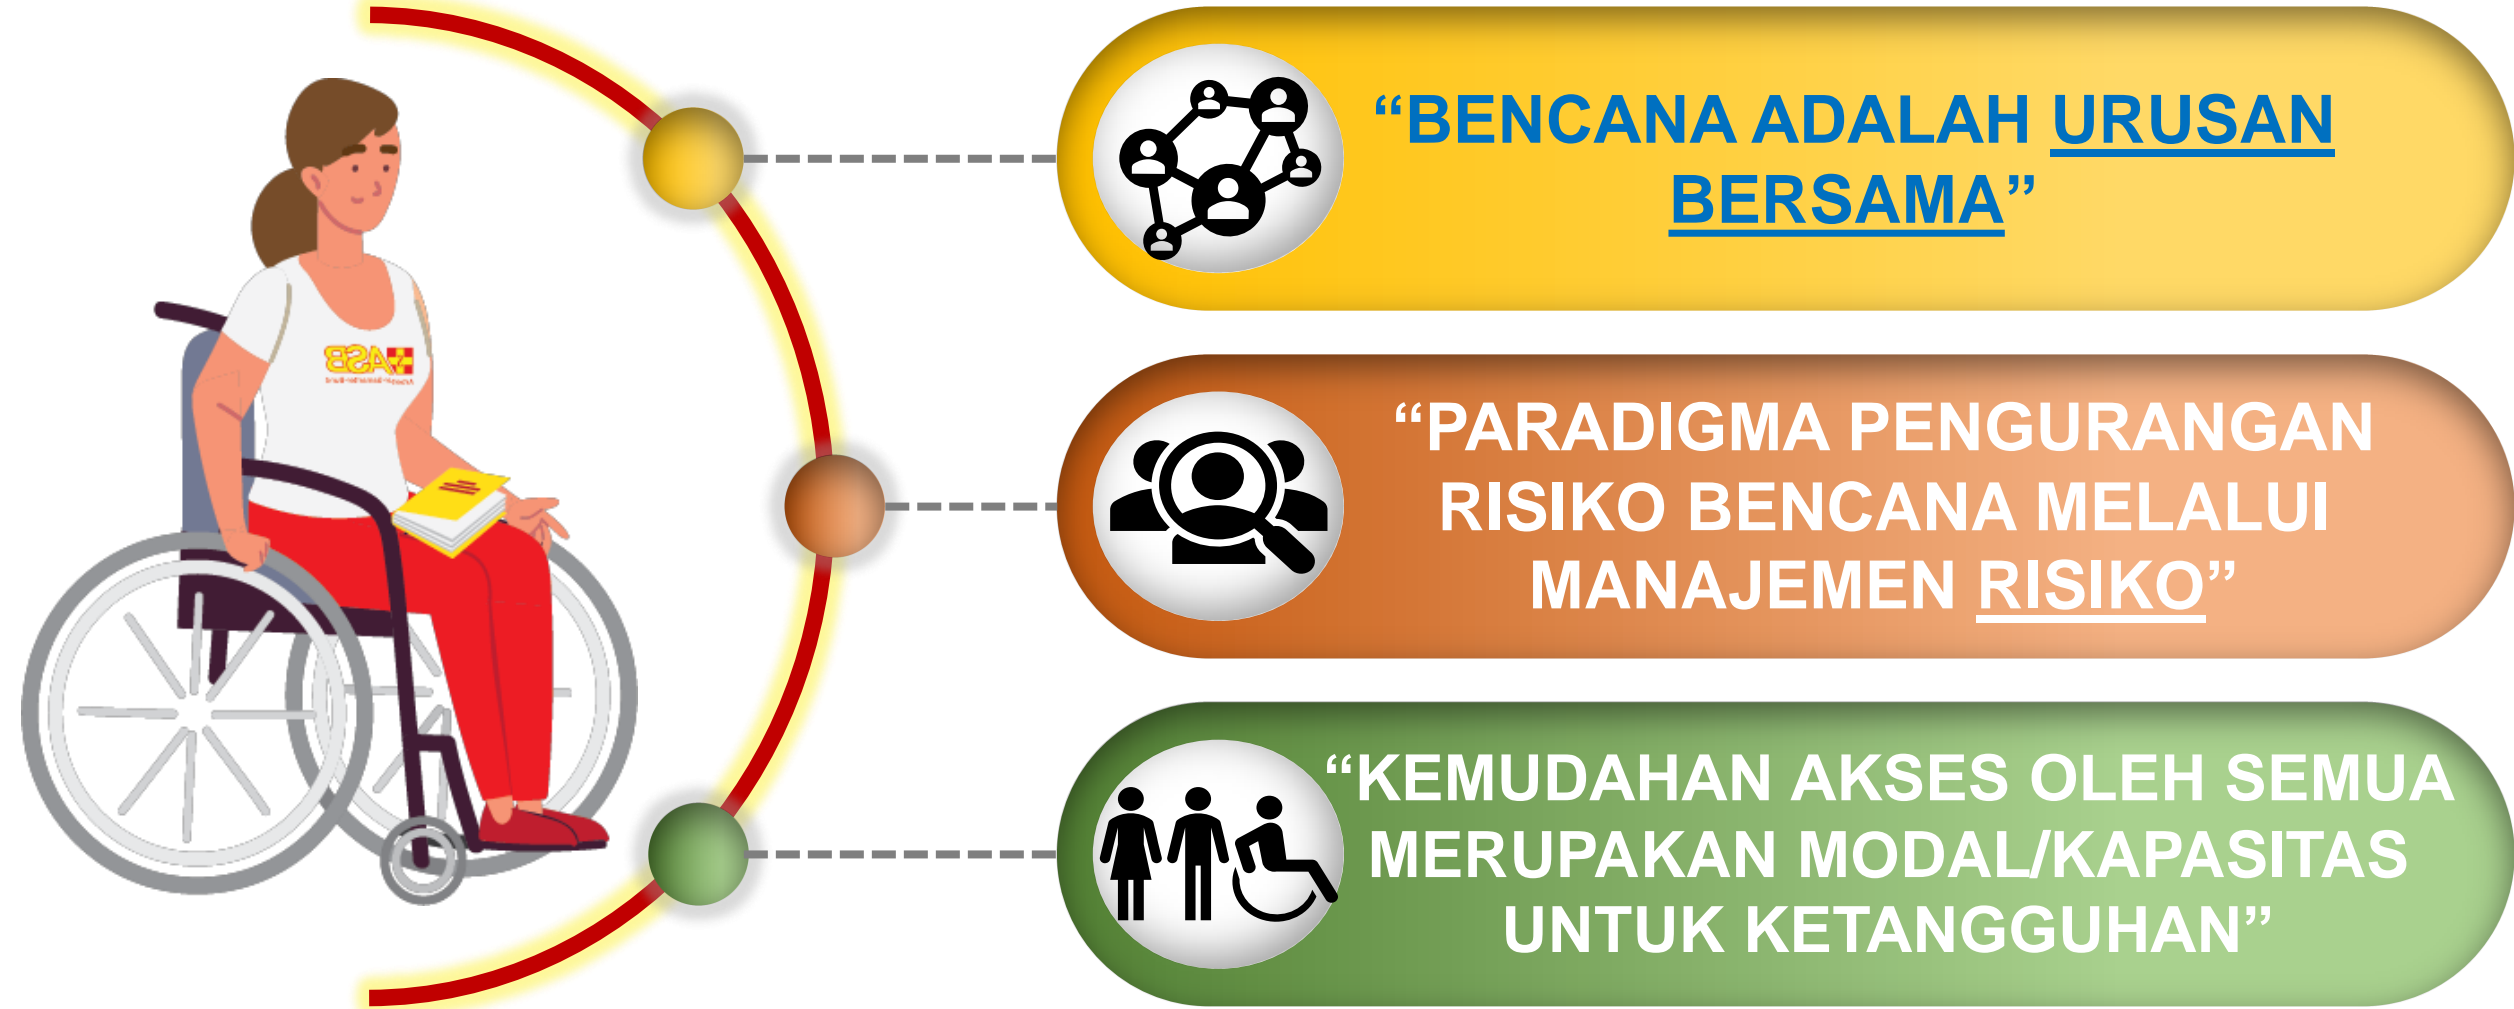 “BENCANA ADALAH URUSAN
BERSAMA”
ASB
“PARADIGMA PENGURANGAN
RISIKO BENCANA MELALUI
MANAJEMEN RISIKO”
“KEMUDAHAN AKSES OLEH SEMUA
MERUPAKAN MODAL/KAPASITAS
UNTUK KETANGGUHAN”